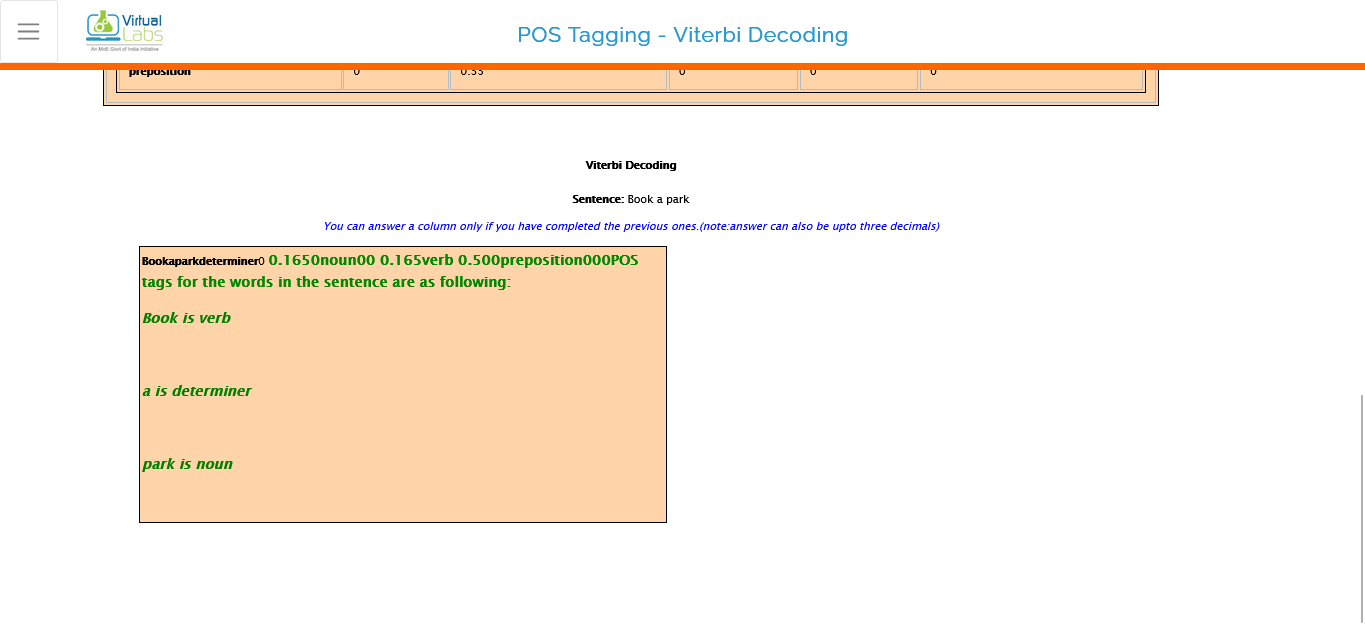 Virtual
Labs
An MoE Govt of India Initiative
POS Tagging - Viterbi Decoding
preposition 0 0.33 0 0 0
Viterbi Decoding
Sentence: Book a park
You can answer a column only if you have completed the previous ones.(note:answer can also be upto three decimals)
Bookaparkdeterminer0 0.1650noun00 0.165verb 0.500preposition000POS
tags for the words in the sentence are as following:
Book is verb
a is determiner
park is noun